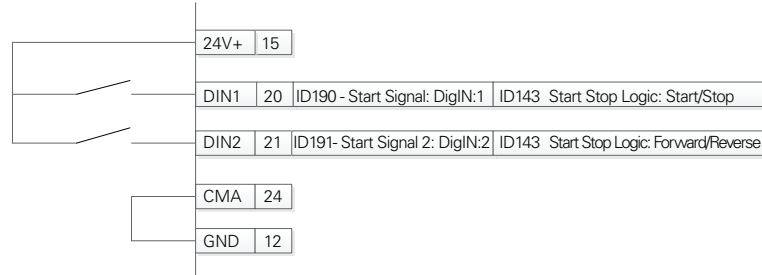 24V+ 15
DIN1 20 ID190 - Start Signal: DigIN:1 ID143 Start Stop Logic: Start/Stop
DIN2 21 ID191- Start Signal 2: DigIN:2 ID143 Start Stop Logic: Forward/Reverse
CMA 24
GND 12